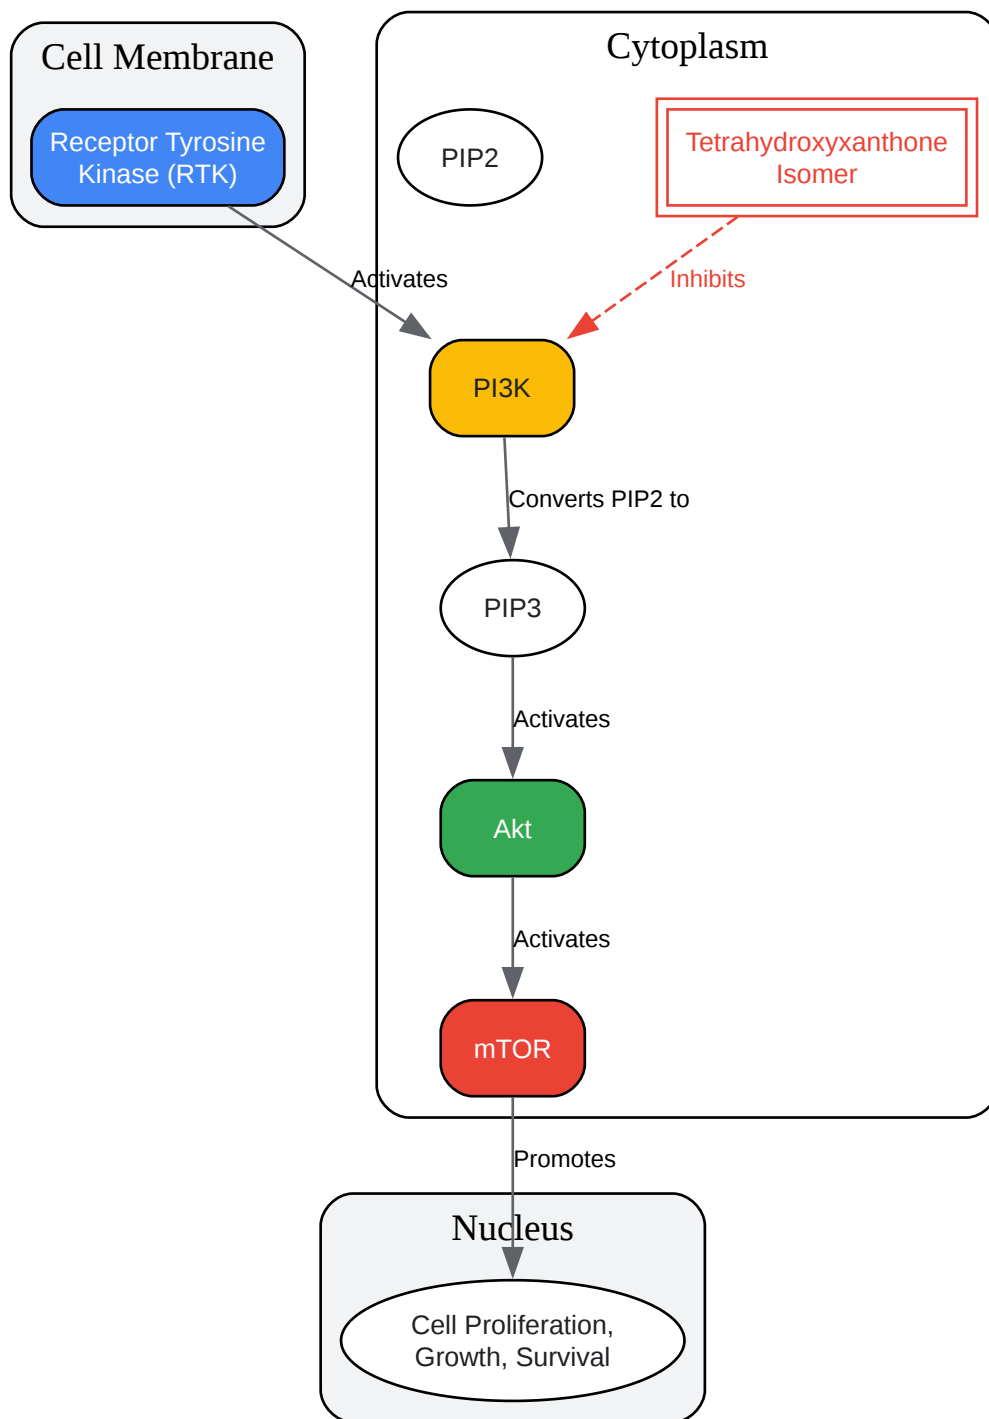 Cell Membrane
Receptor Tyrosine
Kinase (RTK)
Cytoplasm
PIP2
Tetrahydroxyxanthone
Isomer
Activates
Inhibits
PI3K
Converts PIP2 to
PIP3
Activates
Akt
Activates
mTOR
Promotes
Nucleus
Cell Proliferation,
Growth, Survival